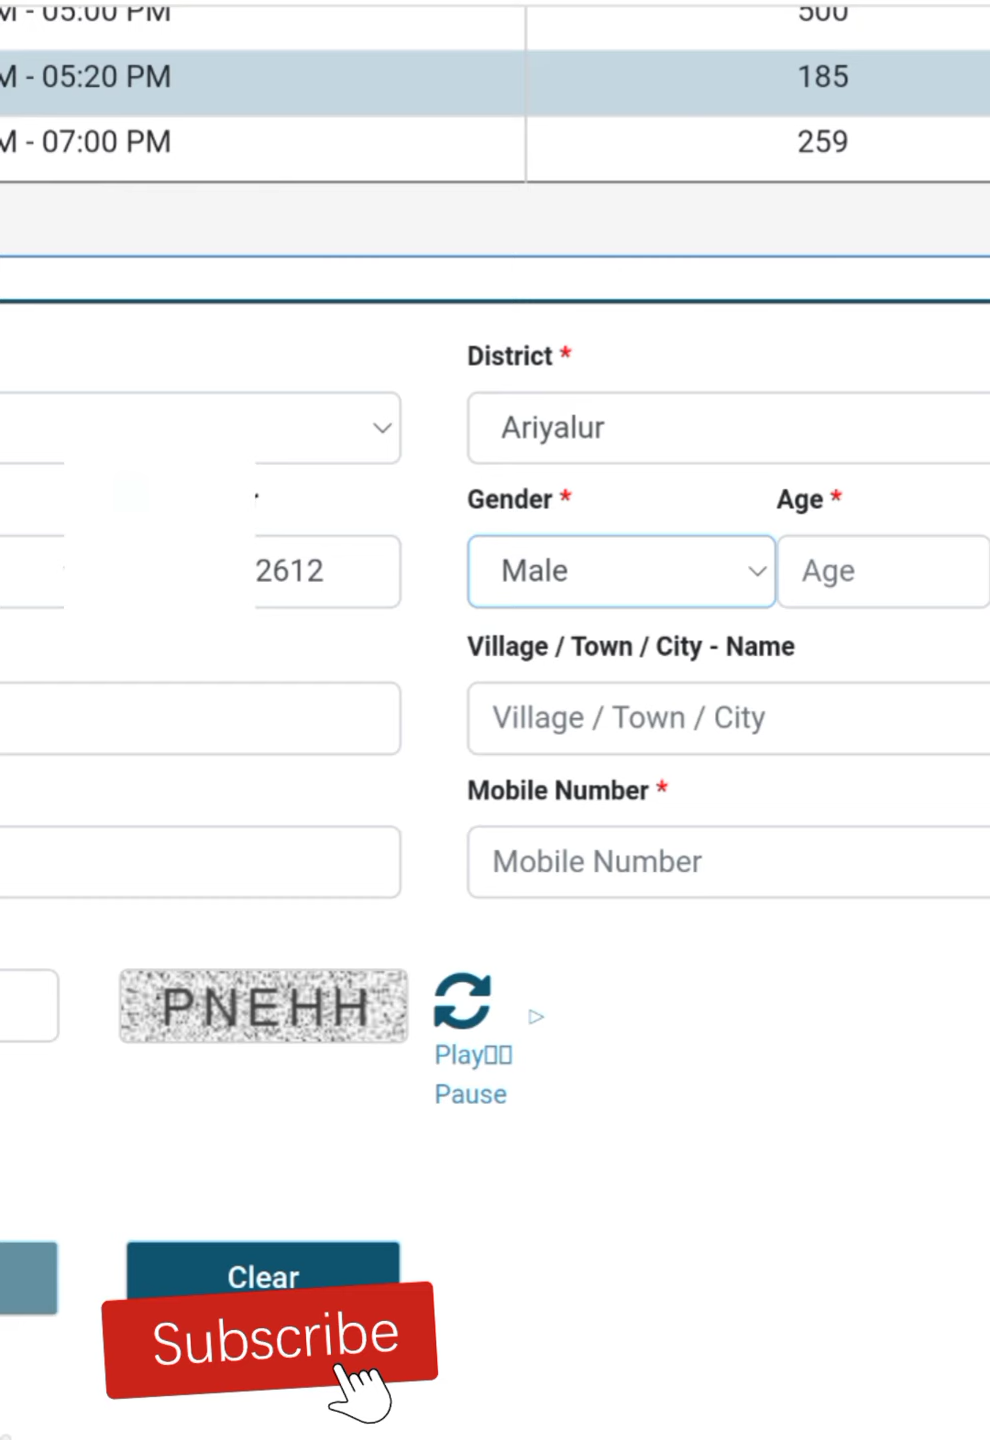 M - 05:00 PM 500
M - 05:20 PM 185
M - 07:00 PM 259
District *
Ariyalur
Gender * Age *
2612 Male Age
Village / Town / City - Name
Village / Town / City
Mobile Number *
Mobile Number
PNEHH
Play
Pause
Clear
Subscribe